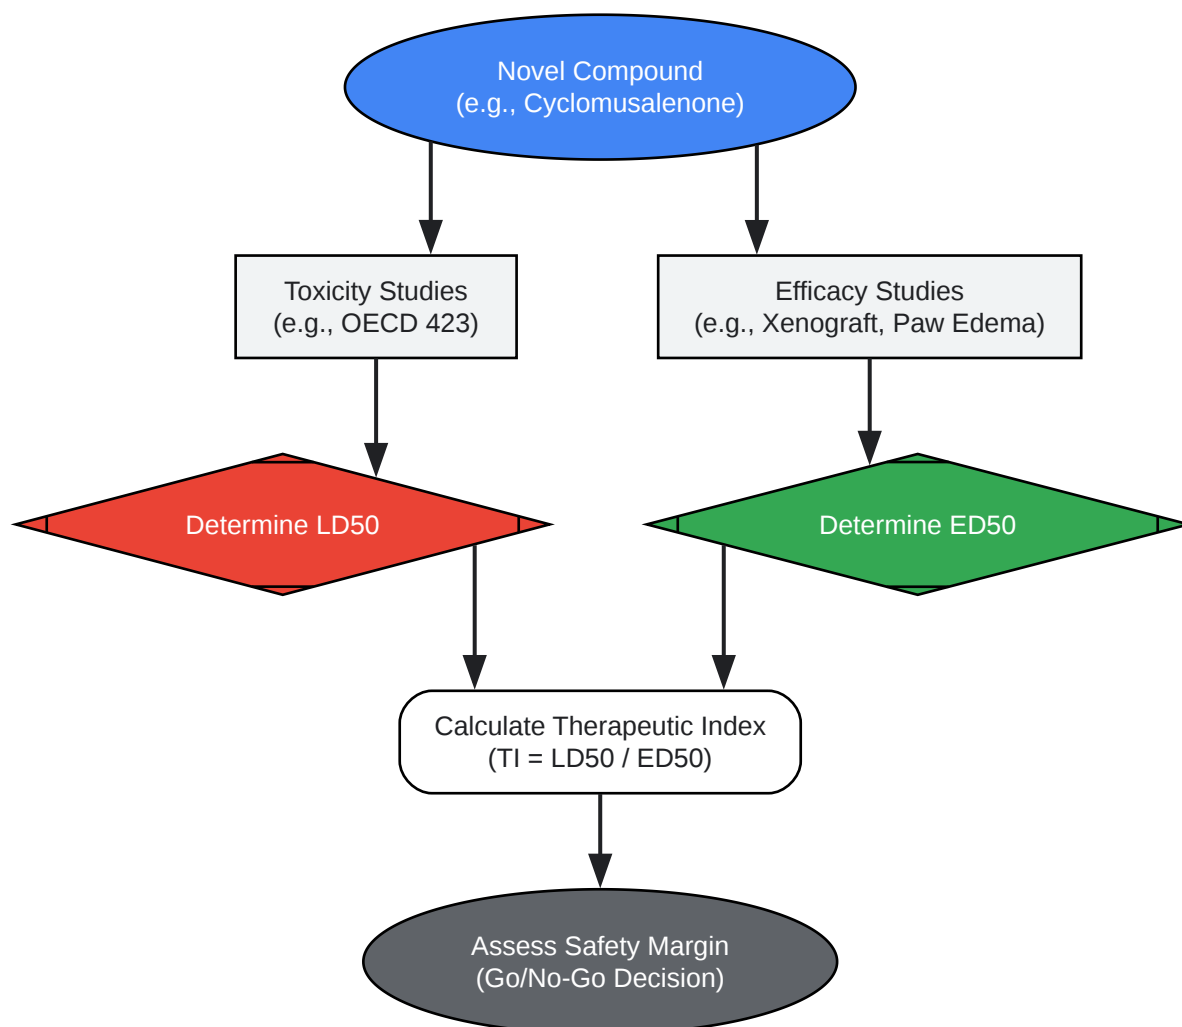 Novel Compound
(e.g., Cyclomusalenone)
Toxicity Studies
(e.g., OECD 423)
Efficacy Studies
(e.g., Xenograft, Paw Edema)
Determine LD50
Determine ED50
Calculate Therapeutic Index
(TI = LD50 / ED50)
Assess Safety Margin
(Go/No-Go Decision)